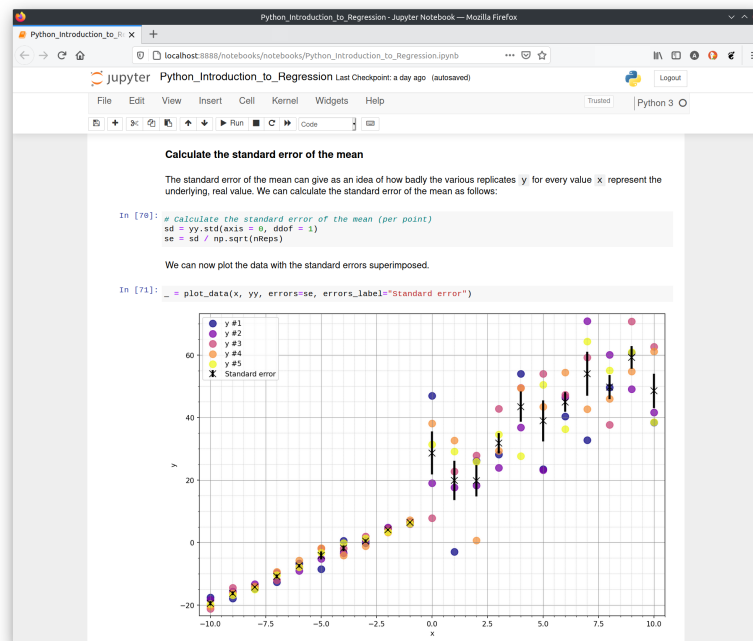 Python_Introduction_to_Regression - Jupyter Notebook — Mozilla Firefox
Python_Introduction_to_Re
localhost:8888/notebooks/notebooks/Python_Introduction_to_Regression.ipynb
jupyter Python_Introduction_to_Regression Last Checkpoint: a day ago (autosaved)
Logout
File Edit View Insert Cell Kernel Widgets Help
Trusted
Python 3
Run
Code
Calculate the standard error of the mean
The standard error of the mean can give as an idea of how badly the various replicates y for every value x represent the
underlying, real value. We can calculate the standard error of the mean as follows:
In [70]: # Calculate the standard error of the mean (per point)
sd = yy.std(axis = 0, ddof = 1)
se = sd / np.sqrt(nReps)
We can now plot the data with the standard errors superimposed.
In [71]: _ = plot_data(x, yy, errors=se, errors_label="Standard error")
y #1
y #2
y #3
y #4
y #5
Standard error
60
40
20
0
−20
y
−10.0 −7.5 −5.0 −2.5 0.0 2.5 5.0 7.5 10.0
x